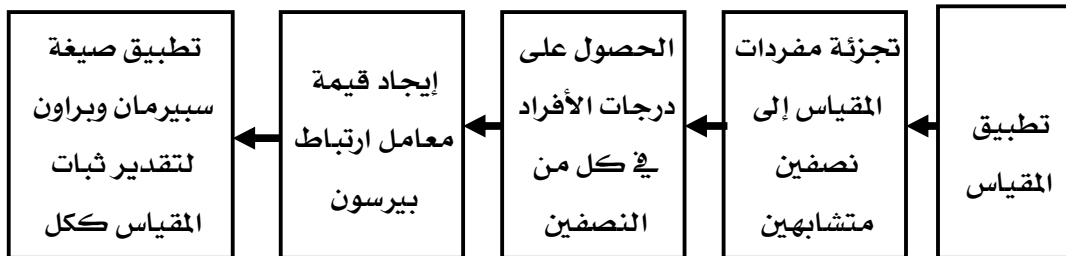 تطبيق
المقياس
تجزئة مفردات
المقياس إلى
نصفين
متشابهين
الحصول على
درجات الأفراد
في كل من
النصفين
إيجاد قيمة
معامل ارتباط
بيرسون
تطبيق صيغة
سبيرمان وبراون
لتقدير ثبات
المقياس ككل